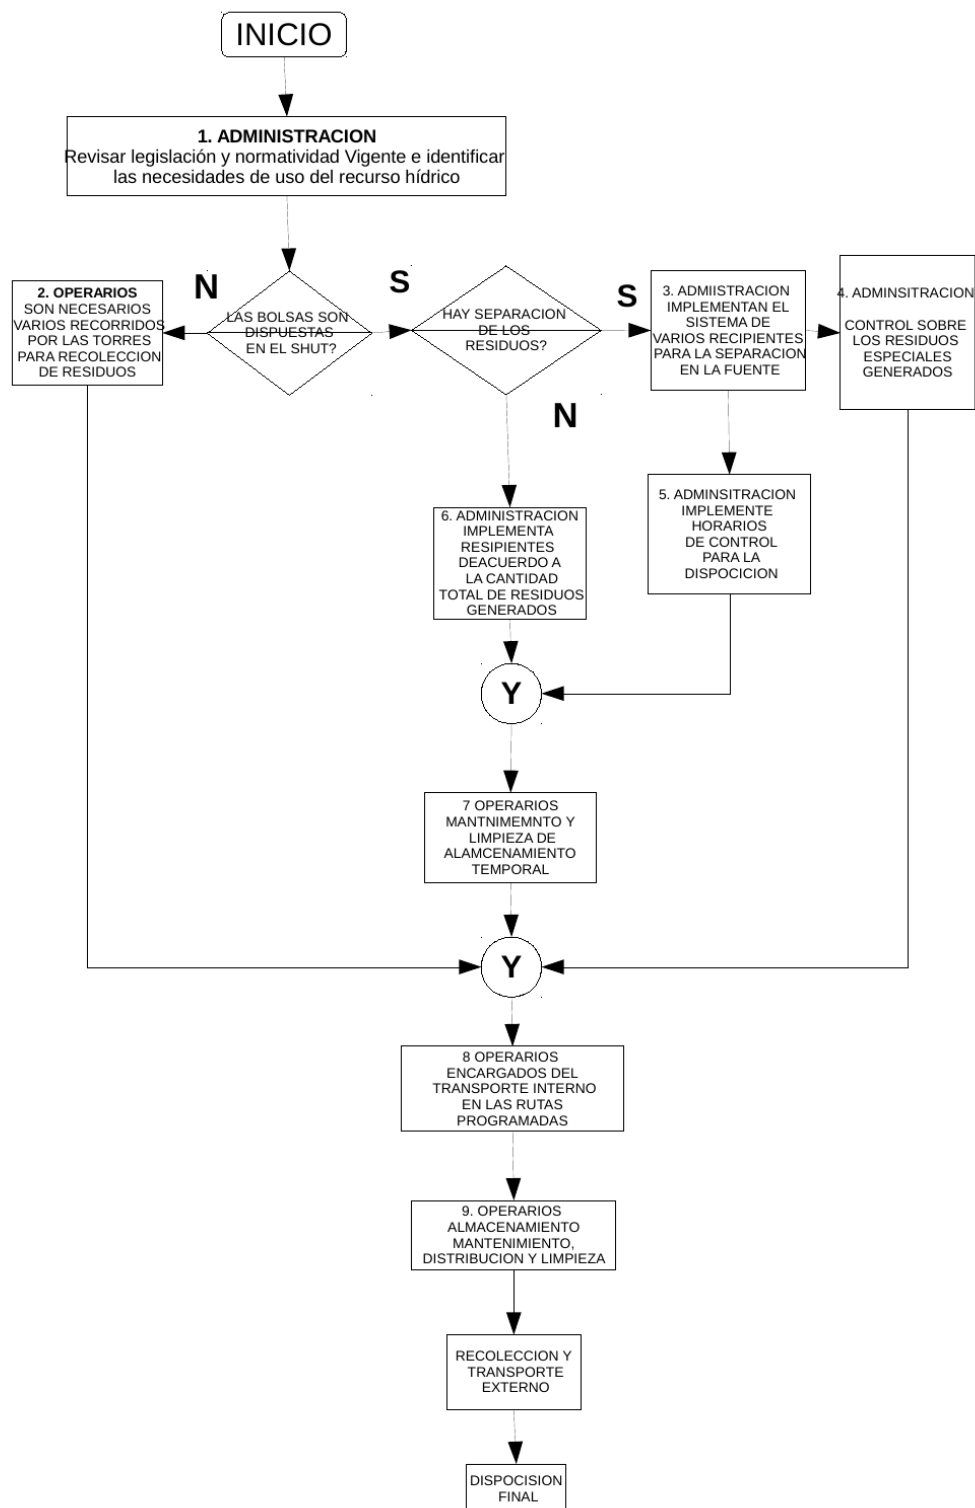 INICIO
1. ADMINISTRACION
Revisar legislación y normatividad Vigente e identificar
las necesidades de uso del recurso hídrico
N
S
S
2. OPERARIOS
SON NECESARIOS
VARIOS RECORRIDOS
POR LAS TORRES
PARA RECOLECCION
DE RESIDUOS
LAS BOLSAS SON
DISPUESTAS
EN EL SHUT?
HAY SEPARACION
DE LOS
RESIDUOS?
3. ADMIISTRACION
IMPLEMENTAN EL
SISTEMA DE
VARIOS RECIPIENTES
PARA LA SEPARACION
EN LA FUENTE
4. ADMINSITRACION
CONTROL SOBRE
LOS RESIDUOS
ESPECIALES
GENERADOS
N
5. ADMINSITRACION
IMPLEMENTE
HORARIOS
DE CONTROL
PARA LA
DISPOCICION
6. ADMINISTRACION
IMPLEMENTA
RESIPIENTES
DEACUERDO A
LA CANTIDAD
TOTAL DE RESIDUOS
GENERADOS
Y
7 OPERARIOS
MANTNIMEMNTO Y
LIMPIEZA DE
ALAMCENAMIENTO
TEMPORAL
Y
8 OPERARIOS
ENCARGADOS DEL
TRANSPORTE INTERNO
EN LAS RUTAS
PROGRAMADAS
9. OPERARIOS
ALMACENAMIENTO
MANTENIMIENTO,
DISTRIBUCION Y LIMPIEZA
RECOLECCION Y
TRANSPORTE
EXTERNO
DISPOCISION
FINAL